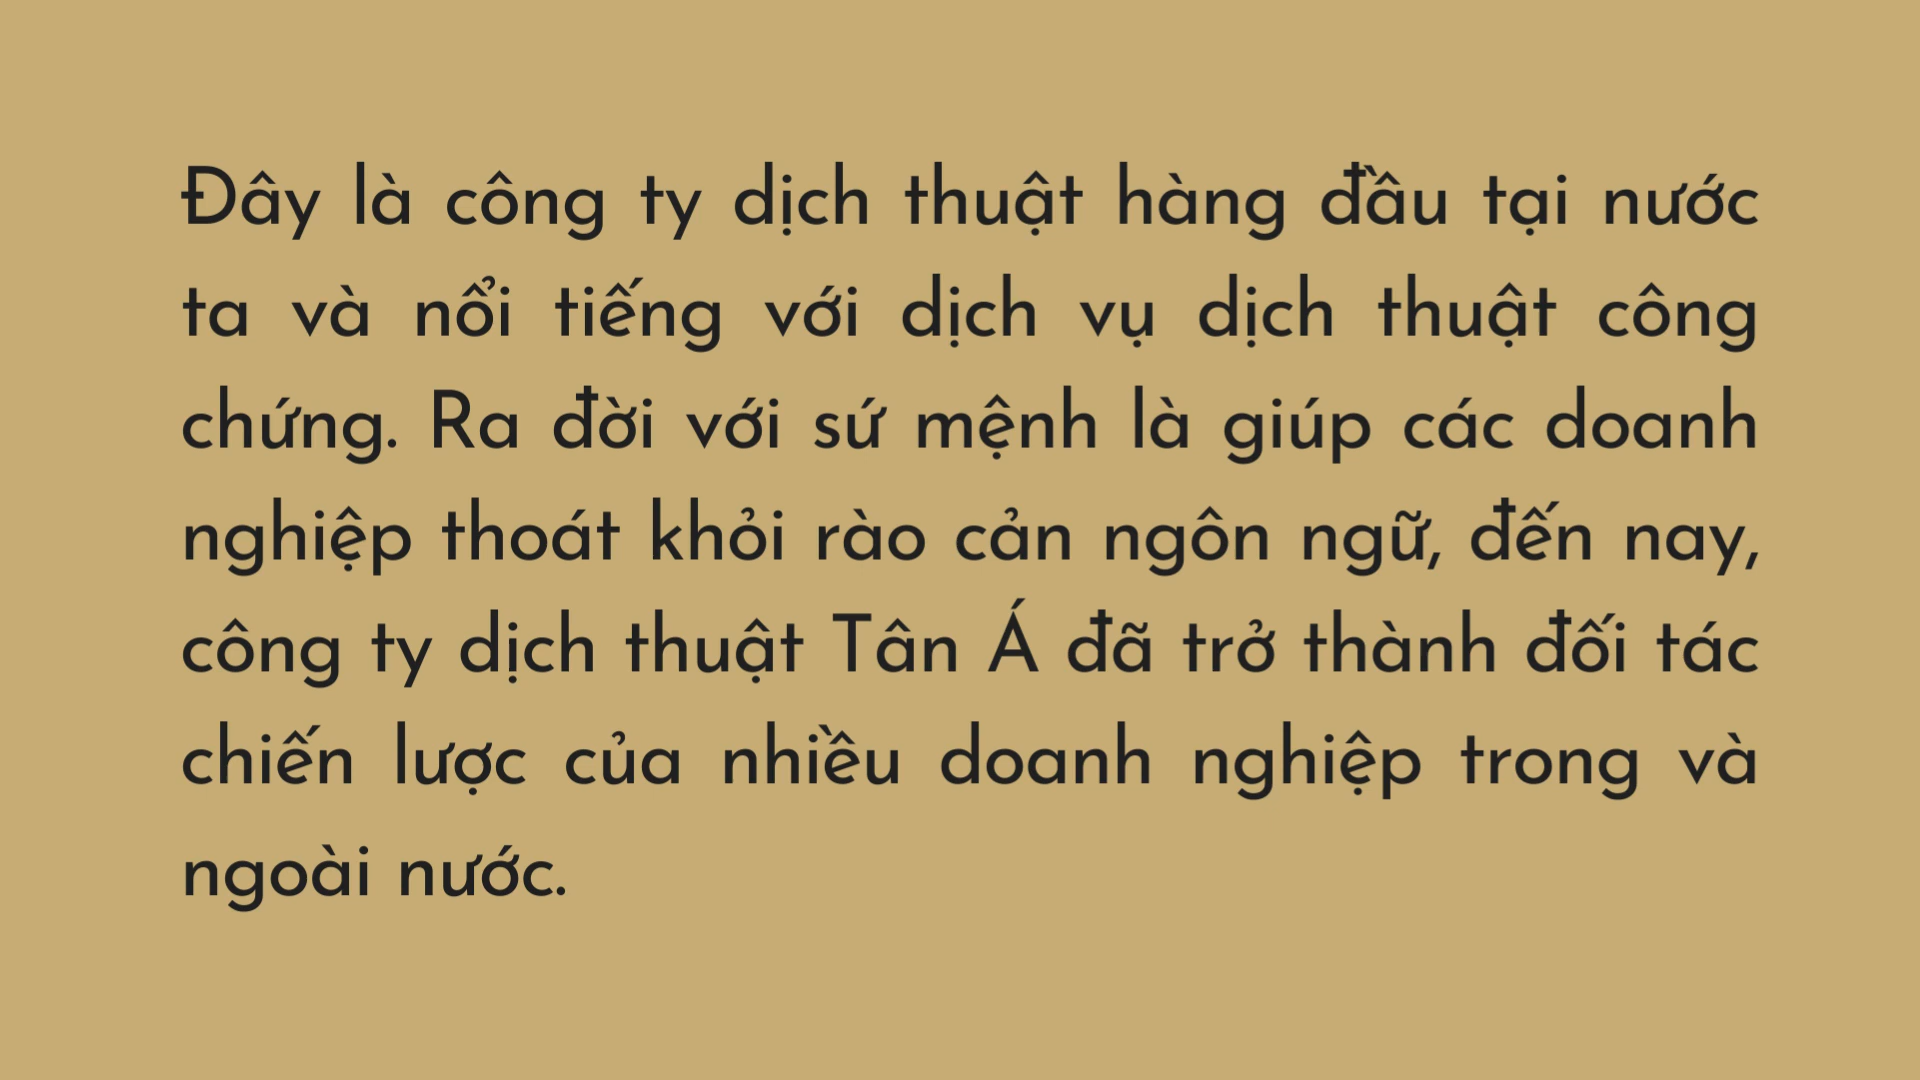 Đây là công ty dịch thuật hàng đầu tại nước
ta và nổi tiếng với dịch vụ dịch thuật công
chứng. Ra đời với sứ mệnh là giúp các doanh
nghiệp thoát khỏi rào cản ngôn ngữ, đến nay,
công ty dịch thuật Tân Á đã trở thành đối tác
chiến lược của nhiều doanh nghiệp trong và
ngoài nước.